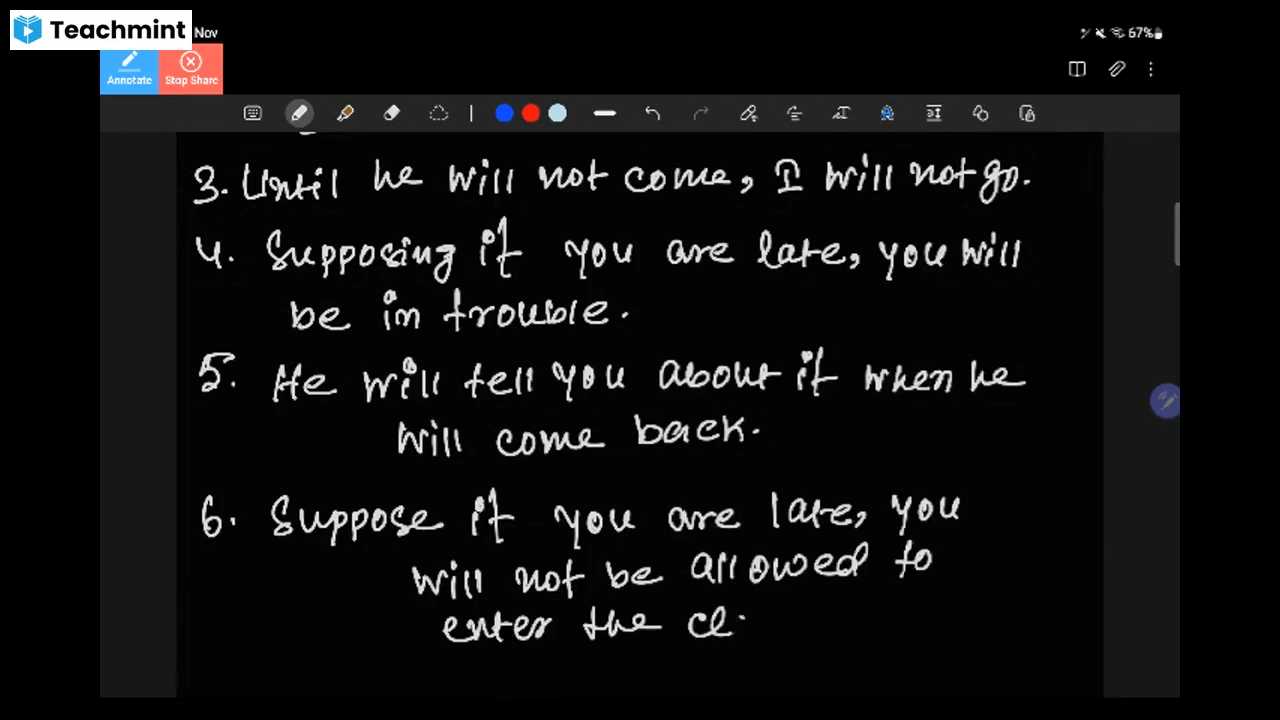 Teachmint
Nov
67%
Annotate
Stop Share
3. Until he will not come, I will not go.
4. Supposing if you are late, you will
be in trouble.
5. He will tell you about it when he
will come back.
6. Suppose if you are late, you
will not be allowed to
enter the cl